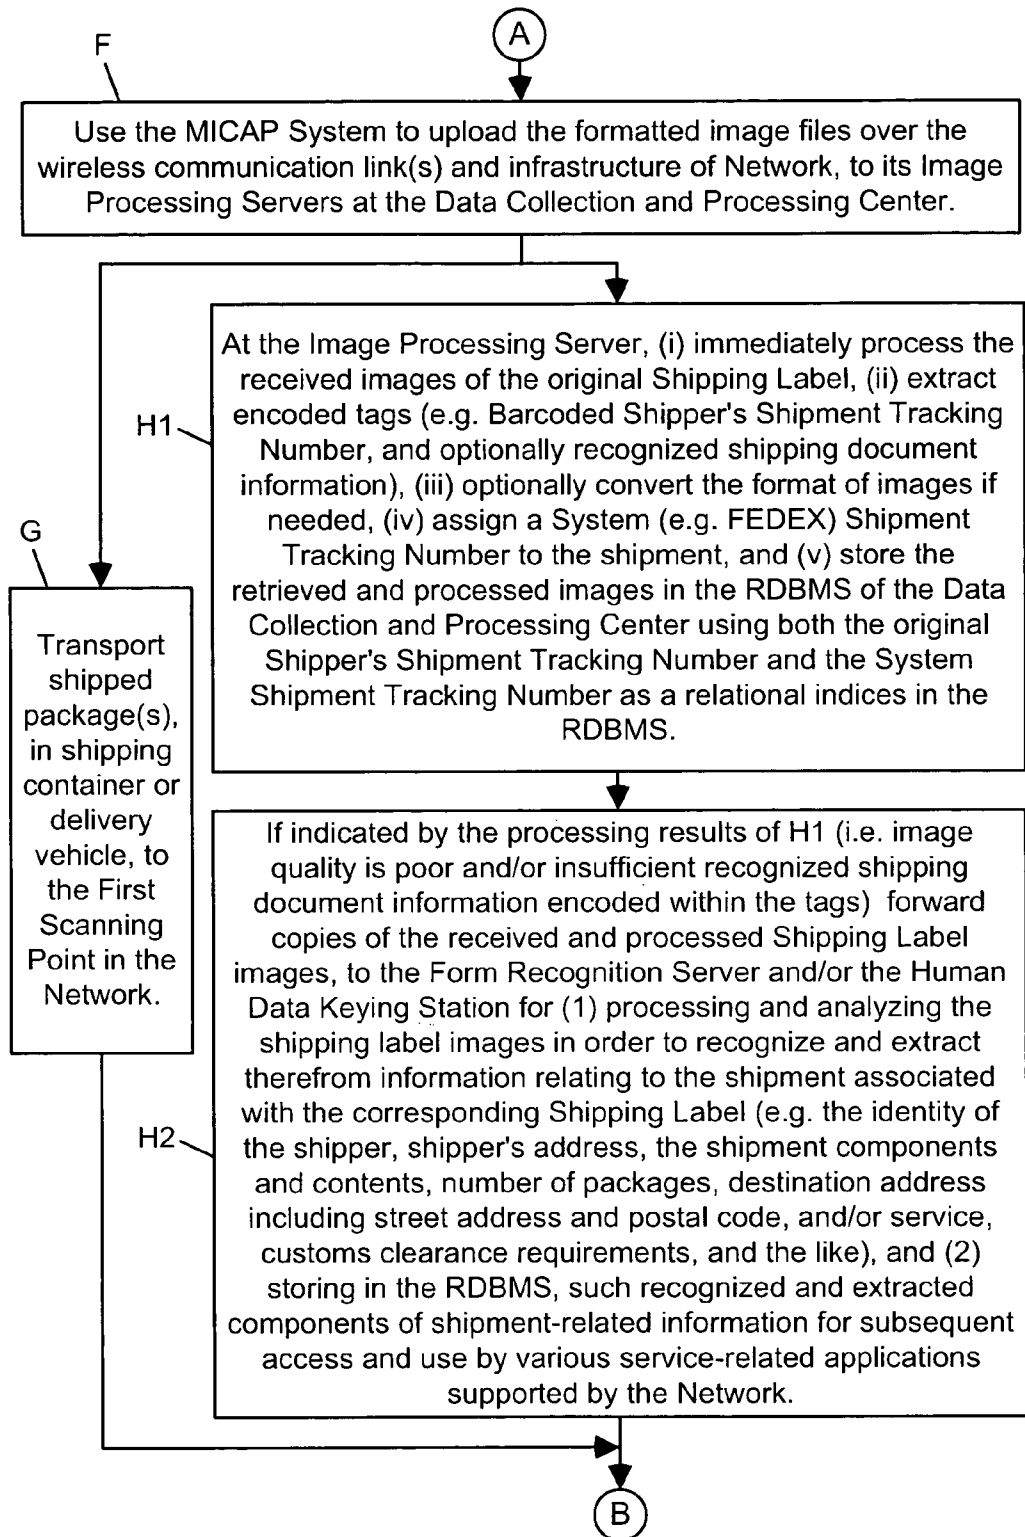 A
F
Use the MICAP System to upload the formatted image files over the
wireless communication link(s) and infrastructure of Network, to its Image
Processing Servers at the Data Collection and Processing Center.
H1
At the Image Processing Server, (i) immediately process the
received images of the original Shipping Label, (ii) extract
encoded tags (e.g. Barcoded Shipper's Shipment Tracking
Number, and optionally recognized shipping document
information), (iii) optionally convert the format of images if
needed, (iv) assign a System (e.g. FEDEX) Shipment
Tracking Number to the shipment, and (v) store the
retrieved and processed images in the RDBMS of the Data
Collection and Processing Center using both the original
Shipper's Shipment Tracking Number and the System
Shipment Tracking Number as a relational indices in the
RDBMS.
G
Transport
shipped
package(s),
in shipping
container or
delivery
vehicle, to
the First
Scanning
Point in the
Network.
H2
If indicated by the processing results of H1 (i.e. image
quality is poor and/or insufficient recognized shipping
document information encoded within the tags) forward
copies of the received and processed Shipping Label
images, to the Form Recognition Server and/or the Human
Data Keying Station for (1) processing and analyzing the
shipping label images in order to recognize and extract
therefrom information relating to the shipment associated
with the corresponding Shipping Label (e.g. the identity of
the shipper, shipper's address, the shipment components
and contents, number of packages, destination address
including street address and postal code, and/or service,
customs clearance requirements, and the like), and (2)
storing in the RDBMS, such recognized and extracted
components of shipment-related information for subsequent
access and use by various service-related applications
supported by the Network.
B